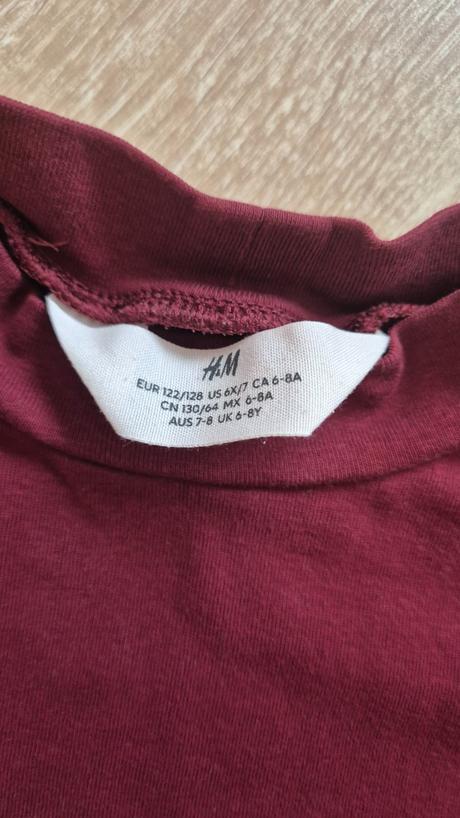 H&M
EUR 122/128 US 6X/7 CA 6-8A
CN 130/64 MX 6-8A
AUS 7-8 UK 6-8Y